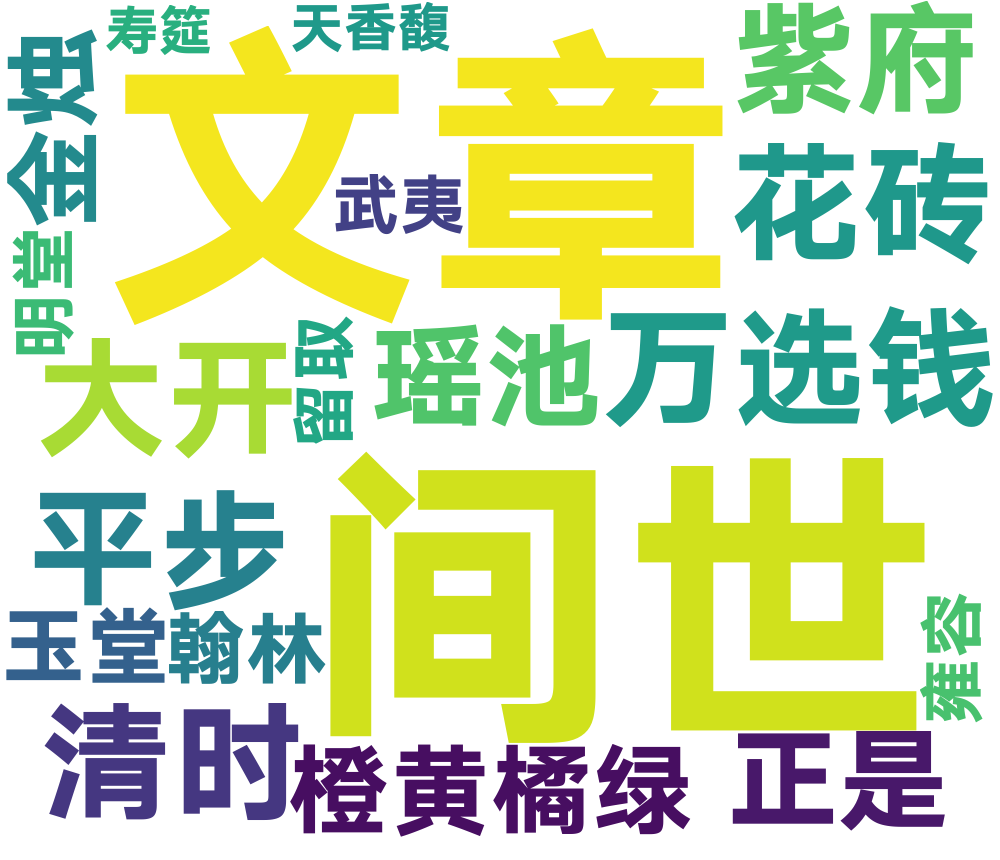 寿筵
天香馥
紫府
金烛
文章
武夷
花砖
明堂
大开
留取
瑶池
万选钱
平步
间世
玉堂
翰林
雍容
清时
橙黄橘绿
正是